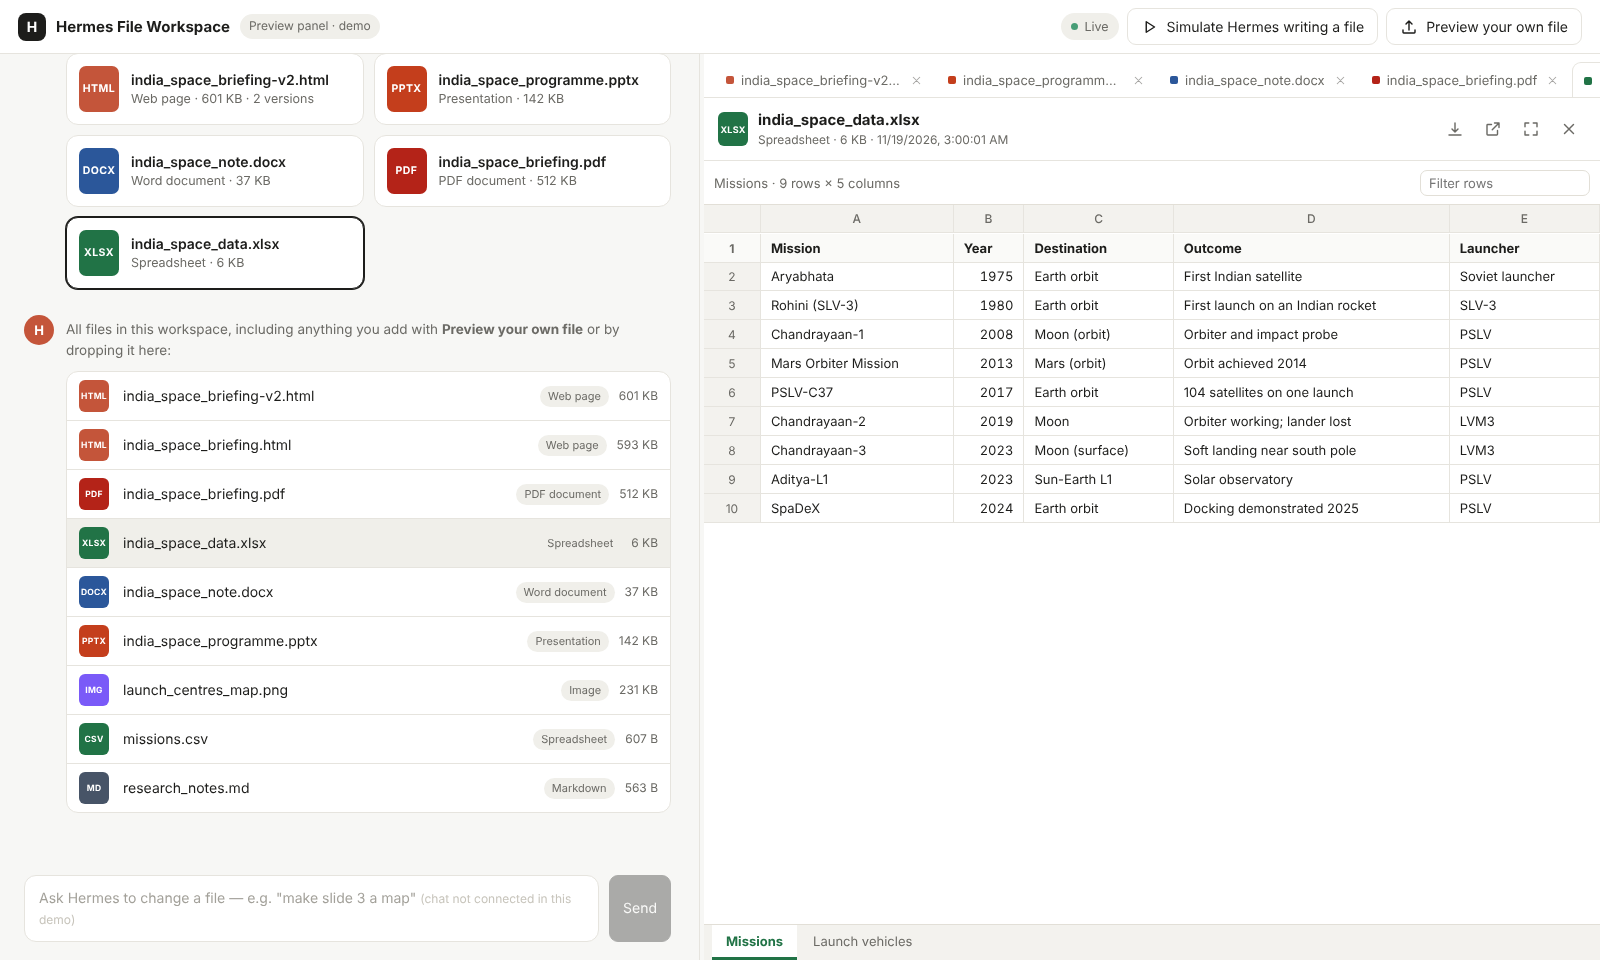 H Hermes File Workspace Preview panel · demo Live Simulate Hermes writing a file Preview your own file
HTML india_space_briefing-v2.html
Web page · 601 KB · 2 versions
PPTX india_space_programme.pptx
Presentation · 142 KB
DOCX india_space_note.docx
Word document · 37 KB
PDF india_space_briefing.pdf
PDF document · 512 KB
XLSX india_space_data.xlsx
Spreadsheet · 6 KB
H All files in this workspace, including anything you add with Preview your own file or by
dropping it here:
HTML india_space_briefing-v2.html Web page 601 KB
HTML india_space_briefing.html Web page 593 KB
PDF india_space_briefing.pdf PDF document 512 KB
XLSX india_space_data.xlsx Spreadsheet 6 KB
DOCX india_space_note.docx Word document 37 KB
PPTX india_space_programme.pptx Presentation 142 KB
IMG launch_centres_map.png Image 231 KB
CSV missions.csv Spreadsheet 607 B
MD research_notes.md Markdown 563 B
Ask Hermes to change a file — e.g. "make slide 3 a map" (chat not connected in this
demo)
Send
india_space_briefing-v2... india_space_programm... india_space_note.docx india_space_briefing.pdf
XLSX india_space_data.xlsx
Spreadsheet · 6 KB · 11/19/2026, 3:00:01 AM
Missions · 9 rows × 5 columns Filter rows
A B C D E
1 Mission Year Destination Outcome Launcher
2 Aryabhata 1975 Earth orbit First Indian satellite Soviet launcher
3 Rohini (SLV-3) 1980 Earth orbit First launch on an Indian rocket SLV-3
4 Chandrayaan-1 2008 Moon (orbit) Orbiter and impact probe PSLV
5 Mars Orbiter Mission 2013 Mars (orbit) Orbit achieved 2014 PSLV
6 PSLV-C37 2017 Earth orbit 104 satellites on one launch PSLV
7 Chandrayaan-2 2019 Moon Orbiter working; lander lost LVM3
8 Chandrayaan-3 2023 Moon (surface) Soft landing near south pole LVM3
9 Aditya-L1 2023 Sun-Earth L1 Solar observatory PSLV
10 SpaDeX 2024 Earth orbit Docking demonstrated 2025 PSLV
Missions Launch vehicles